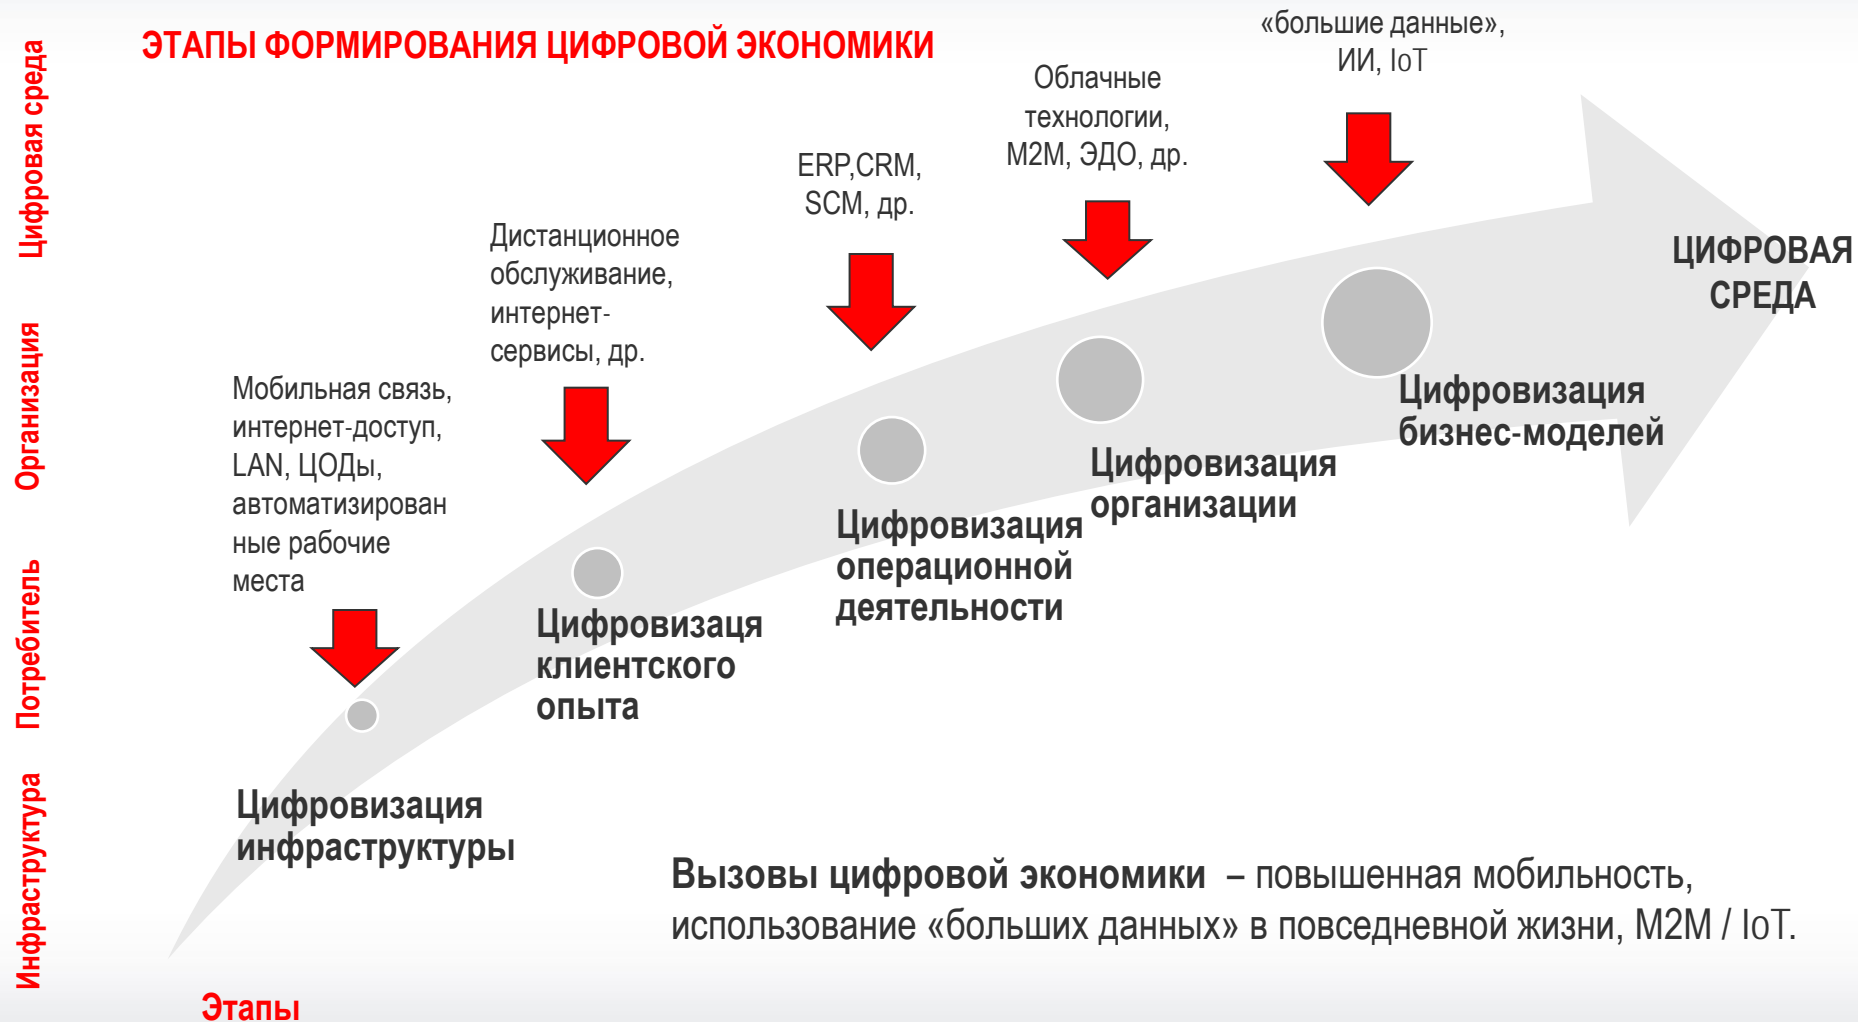 ЭТАПЫ ФОРМИРОВАНИЯ ЦИФРОВОЙ ЭКОНОМИКИ
Цифровая среда
Организация
Потребитель
Инфраструктура
Мобильная связь,
интернет-доступ,
LAN, ЦОДы,
автоматизирован
ные рабочие
места
Дистанционное
обслуживание,
интернет-
сервисы, др.
ERP,CRM,
SCM, др.
Облачные
технологии,
M2M, ЭДО, др.
«большие данные»,
ИИ, IoT
ЦИФРОВАЯ
СРЕДА
Цифровизация
инфраструктуры
Цифровизаця
клиентского
опыта
Цифровизация
операционной
деятельности
Цифровизация
организации
Цифровизация
бизнес-моделей
Вызовы цифровой экономики – повышенная мобильность,
использование «больших данных» в повседневной жизни, M2M / IoT.
Этапы